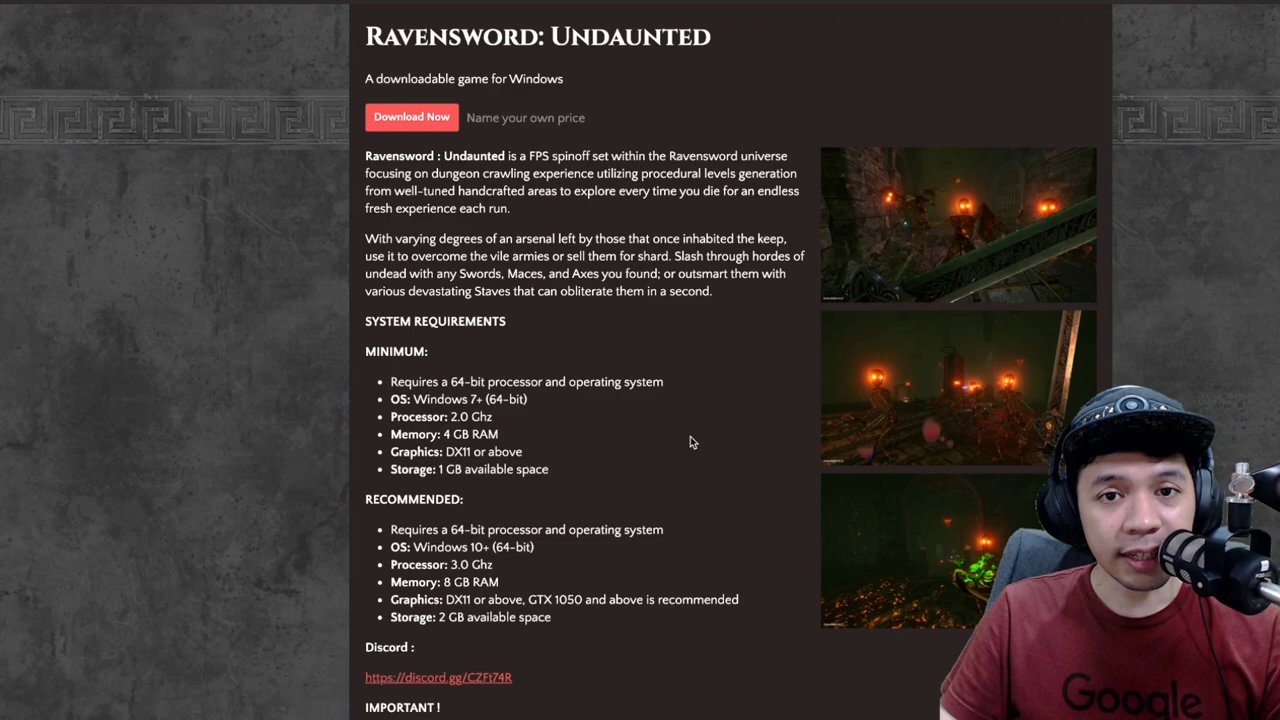 RAVENSWORD: UNDAUNTED
A downloadable game for Windows
Download Now Name your own price
Ravensword : Undaunted is a FPS spinoff set within the Ravensword universe
focusing on dungeon crawling experience utilizing procedural levels generation
from well-tuned handcrafted areas to explore every time you die for an endless
fresh experience each run.
With varying degrees of an arsenal left by those that once inhabited the keep,
use it to overcome the vile armies or sell them for shard. Slash through hordes of
undead with any Swords, Maces, and Axes you found; or outsmart them with
various devastating Staves that can obliterate them in a second.
SYSTEM REQUIREMENTS
MINIMUM:
• Requires a 64-bit processor and operating system
• OS: Windows 7+ (64-bit)
• Processor: 2.0 Ghz
• Memory: 4 GB RAM
• Graphics: DX11 or above
• Storage: 1 GB available space
RECOMMENDED:
• Requires a 64-bit processor and operating system
• OS: Windows 10+ (64-bit)
• Processor: 3.0 Ghz
• Memory: 8 GB RAM
• Graphics: DX11 or above, GTX 1050 and above is recommended
• Storage: 2 GB available space
Discord :
https://discord.gg/CZFt74R
IMPORTANT !
Google